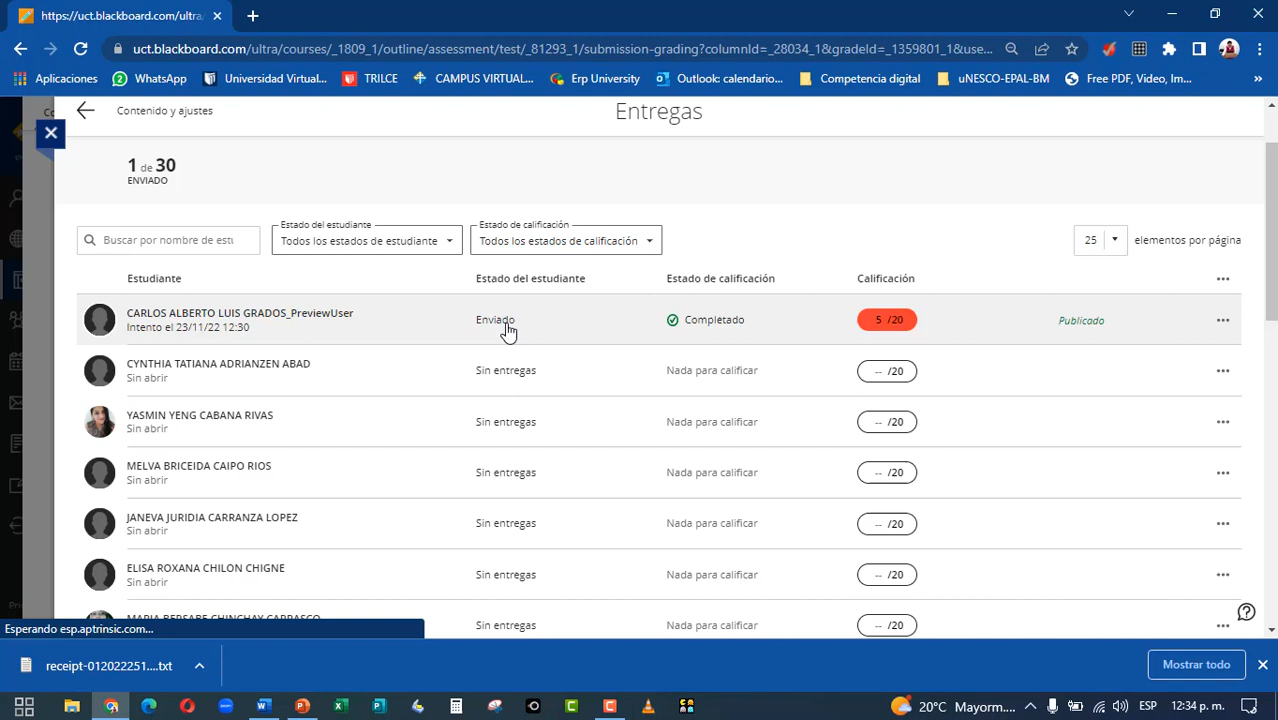 https://uct.blackboard.com/ultra/
uct.blackboard.com/ultra/courses/_1809_1/outline/assessment/test/_81293_1/submission-grading?columnId=_28034_1&gradeId=_1359801_1&use...
Aplicaciones WhatsApp Universidad Virtual... TRILCE CAMPUS VIRTUAL... Erp University Outlook: calendario... Competencia digital uNESCO-EPAL-BM Free PDF, Video, Im... »
Contenido y ajustes
Entregas
1 de 30
ENVIADO
Estado del estudiante Estado de calificación
Buscar por nombre de estu Todos los estados de estudiante Todos los estados de calificación 25 elementos por página
Estudiante Estado del estudiante Estado de calificación Calificación
CARLOS ALBERTO LUIS GRADOS_PreviewUser
Intento el 23/11/22 12:30
Enviado Completado 5 /20 Publicado
CYNTHIA TATIANA ADRIANZEN ABAD
Sin abrir
Sin entregas Nada para calificar -- /20
YASMIN YENG CABANA RIVAS
Sin abrir
Sin entregas Nada para calificar -- /20
MELVA BRICEIDA CAIPO RIOS
Sin abrir
Sin entregas Nada para calificar -- /20
JANEVA JURIDIA CARRANZA LOPEZ
Sin abrir
Sin entregas Nada para calificar -- /20
ELISA ROXANA CHILON CHIGNE
Sin abrir
Sin entregas Nada para calificar -- /20
MARIA BERSABE CHINCHAY CARRASCO
Sin entregas Nada para calificar -- /20
Esperando esp.aptrinsic.com...
receipt-012022251....txt Mostrar todo
20°C Mayorm... ESP 12:34 p. m.